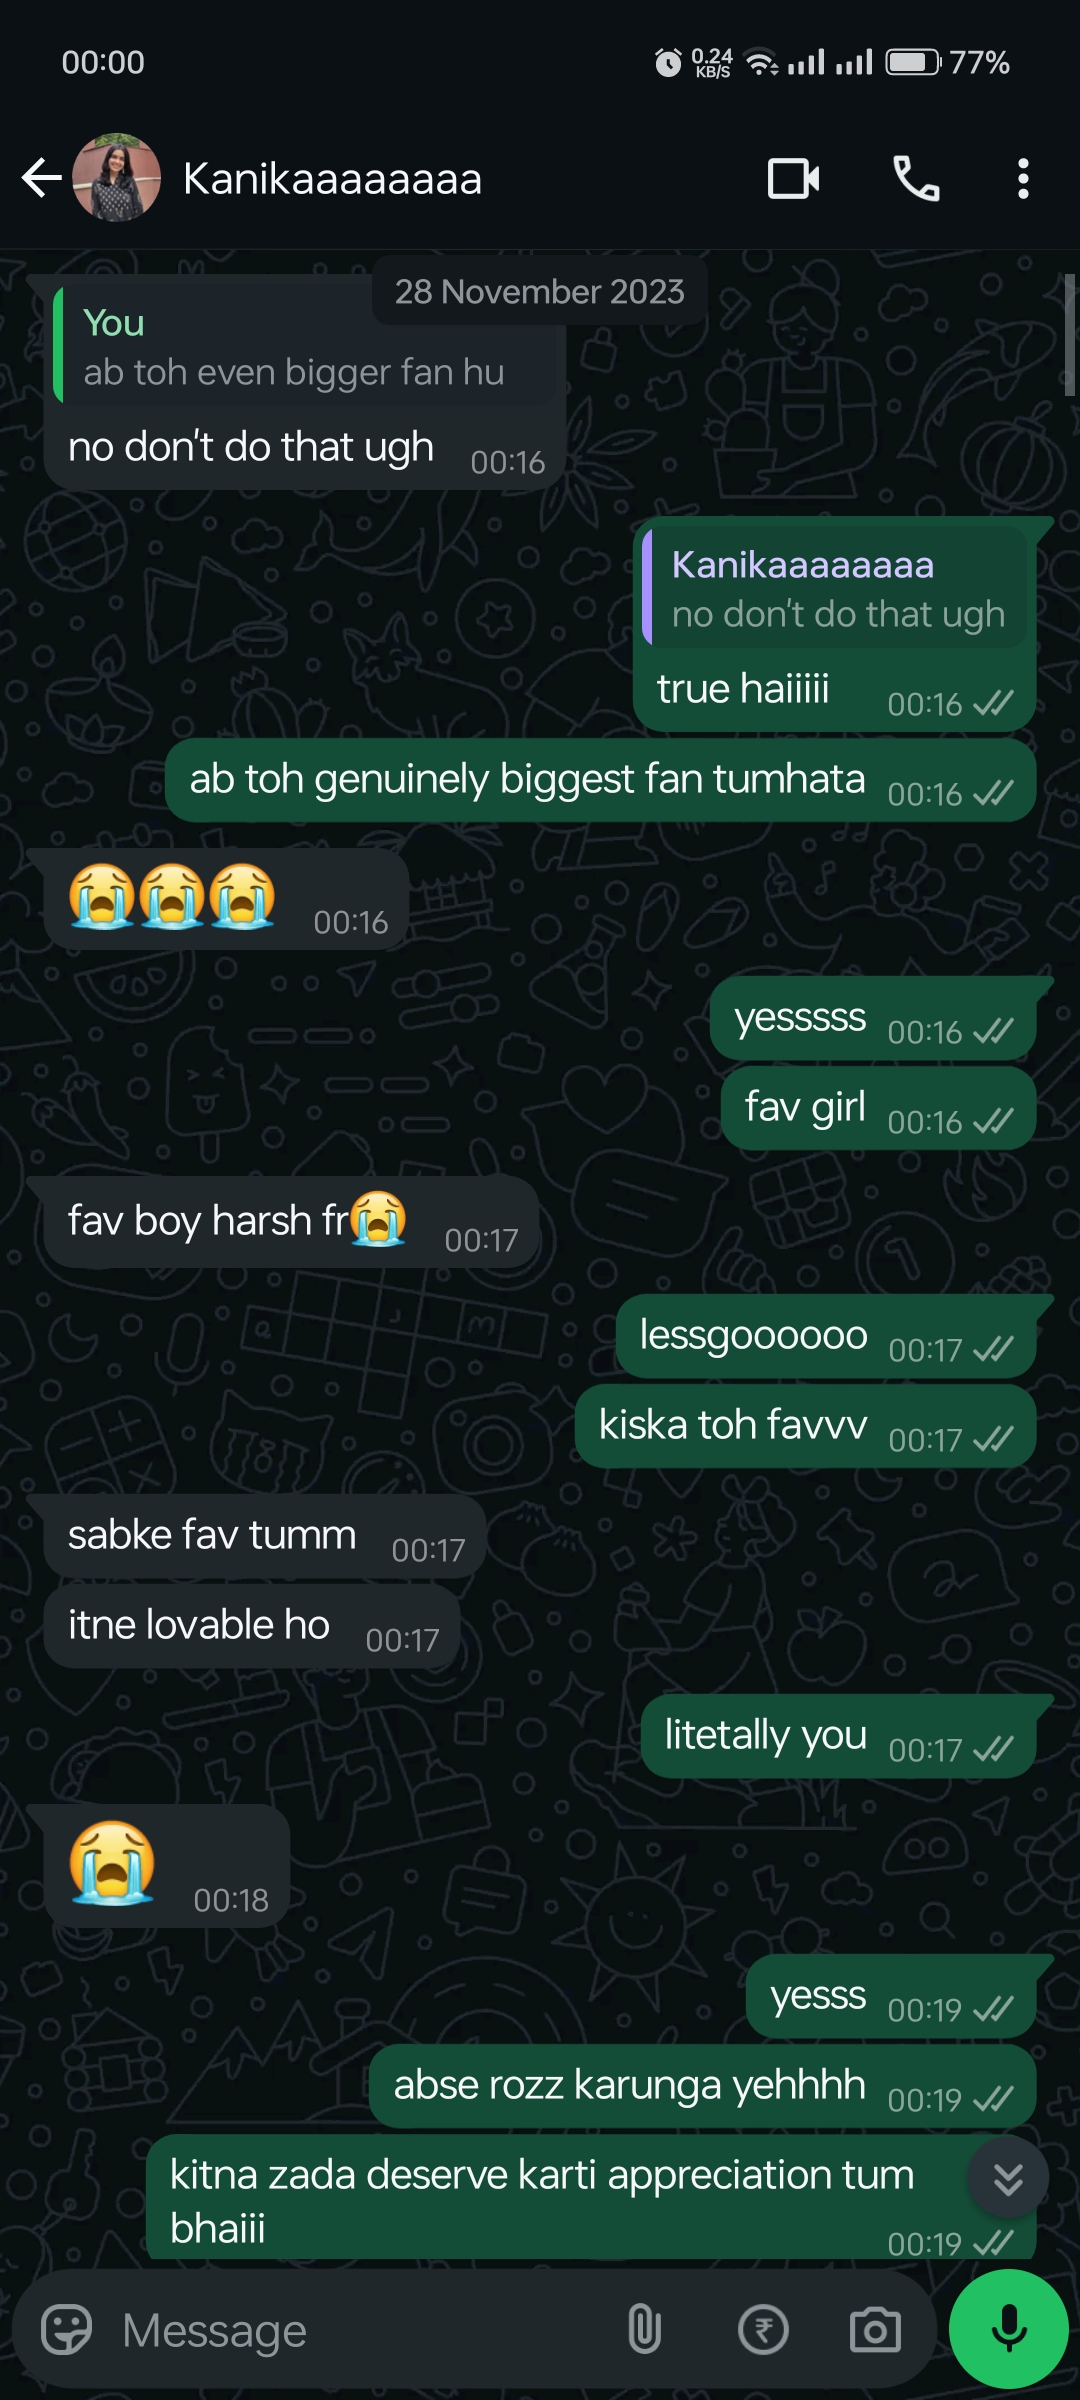 00:00
0.24 KB/S
77%
Kanikaaaaaaaa
28 November 2023
You
ab toh even bigger fan hu
no don't do that ugh 00:16
Kanikaaaaaaaa
no don't do that ugh
true haiiiii 00:16
ab toh genuinely biggest fan tumhata 00:16
😭😭😭 00:16
yesssss 00:16
fav girl 00:16
fav boy harsh fr😭 00:17
lessgoooooo 00:17
kiska toh favvv 00:17
sabke fav tumm 00:17
itne lovable ho 00:17
litetally you 00:17
😭 00:18
yesss 00:19
abse rozz karunga yehhhh 00:19
kitna zada deserve karti appreciation tum
bhaiii 00:19
Message